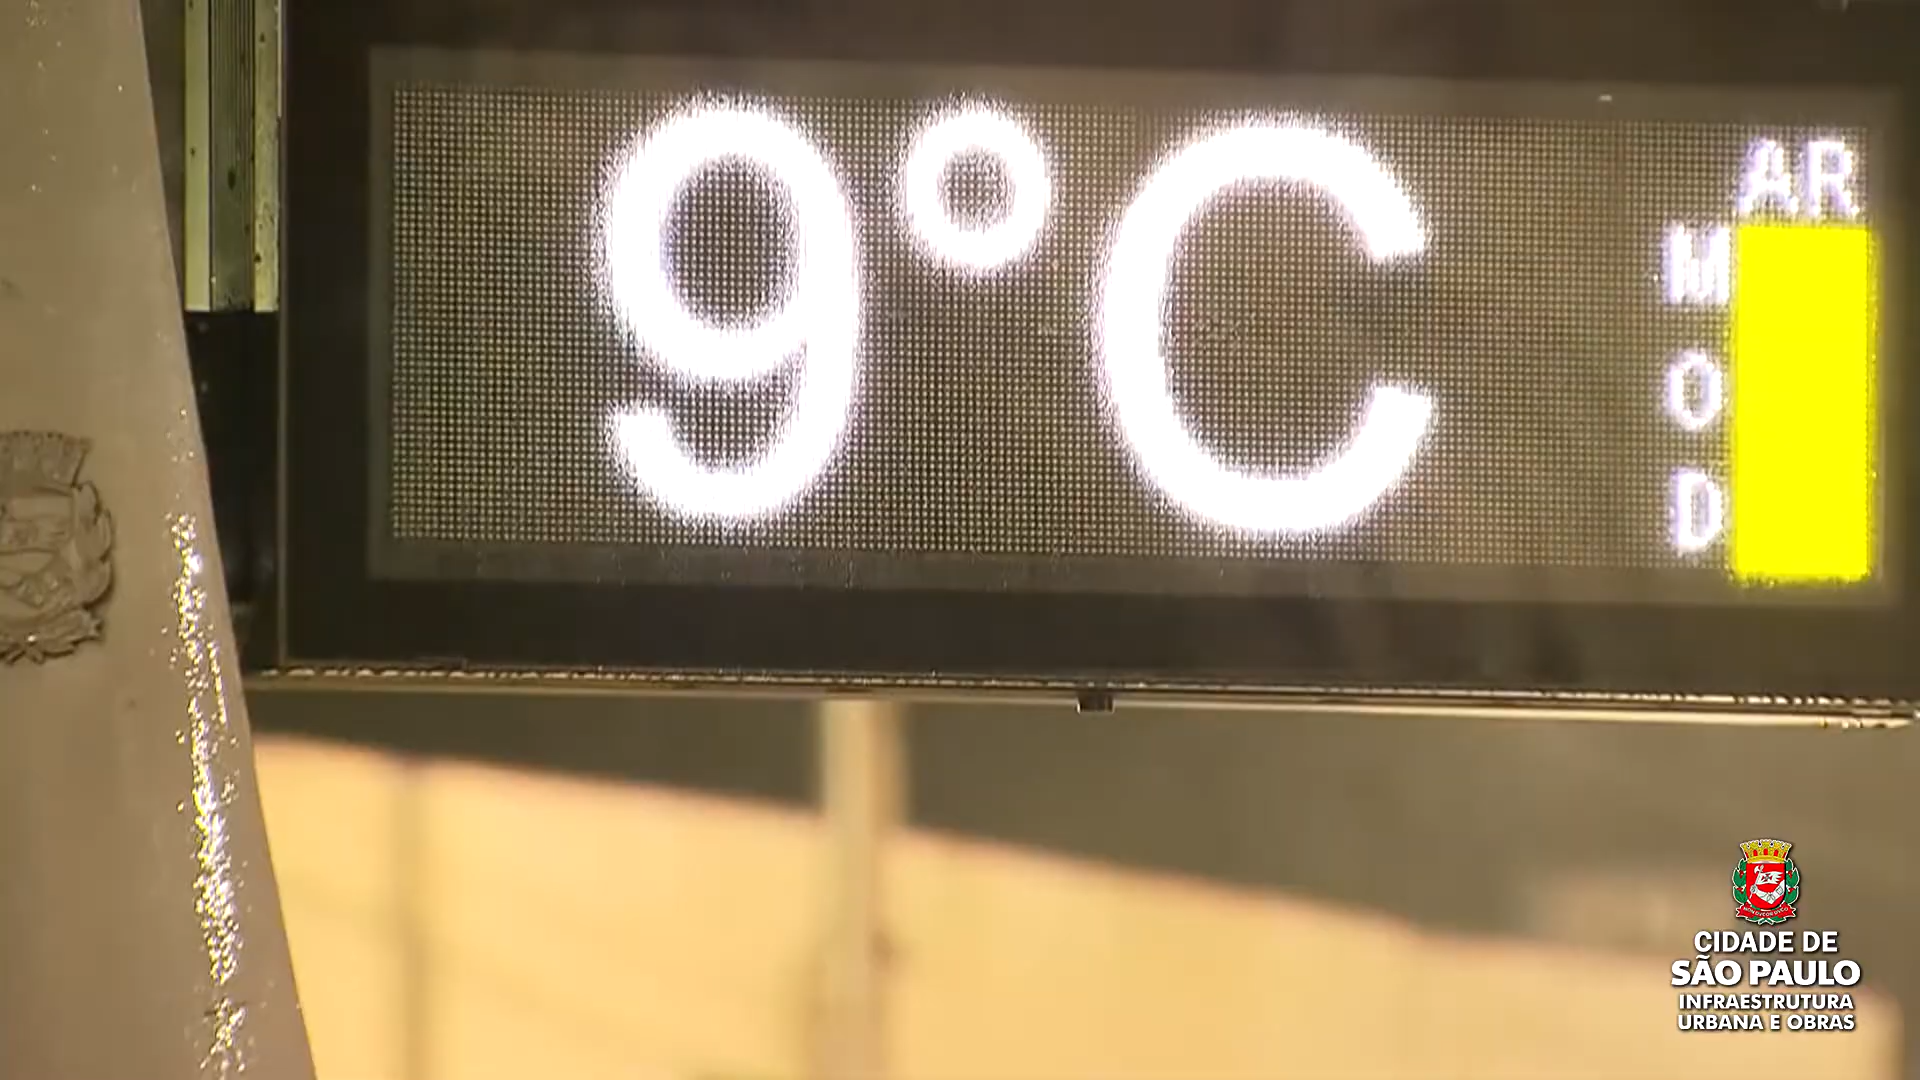 9°C
AR
MOD
CIDADE DE
SÃO PAULO
INFRAESTRUTURA
URBANA E OBRAS